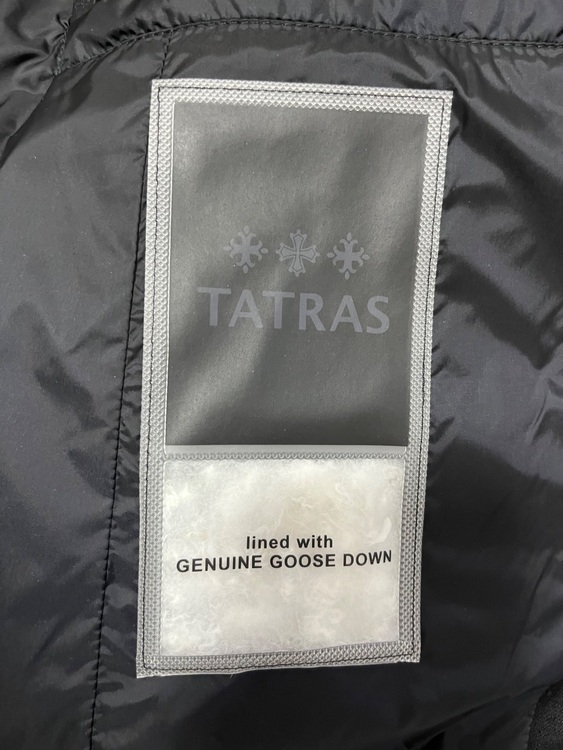 TATRAS
lined with
GENUINE GOOSE DOWN